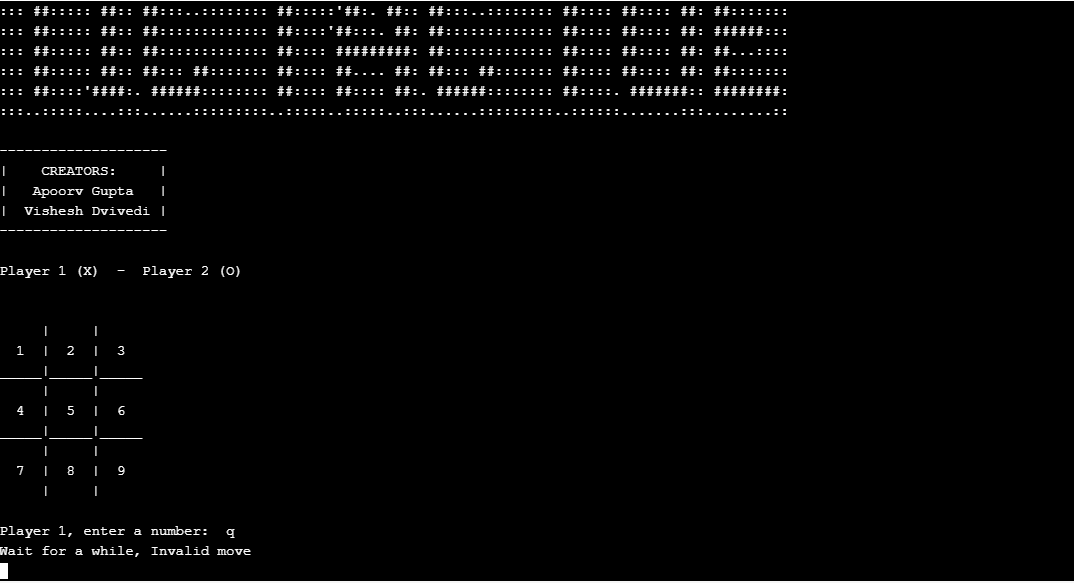 ::: ##::::: ##:: ##:::..:::::::: ##:::::'##:. ##:: ##:::..:::::::: ##:::: ##:::: ##: ##:::::::
::: ##::::: ##:: ##::::::::::::: ##::::'##:::. ##: ##::::::::::::: ##:::: ##:::: ##: ######:::
::: ##::::: ##:: ##::::::::::::: ##:::: #########: ##::::::::::::: ##:::: ##:::: ##: ##...::::
::: ##::::: ##:: ##::: ##::::::: ##:::: ##.... ##: ##::: ##::::::: ##:::: ##:::: ##: ##:::::::
::: ##::::'####:. ######:::::::: ##:::: ##:::: ##:. ######:::::::: ##::::. #######:: ########:
:::..:::::....:::......:::::::::..:::::..:::::..:::......:::::::::..::::::.......:::........::
--------------------
| CREATORS: |
| Apoorv Gupta |
| Vishesh Dvivedi |
--------------------
Player 1 (X) - Player 2 (O)
| |
1 | 2 | 3
_____|_____|_____
| |
4 | 5 | 6
_____|_____|_____
| |
7 | 8 | 9
| |
Player 1, enter a number: q
Wait for a while, Invalid move